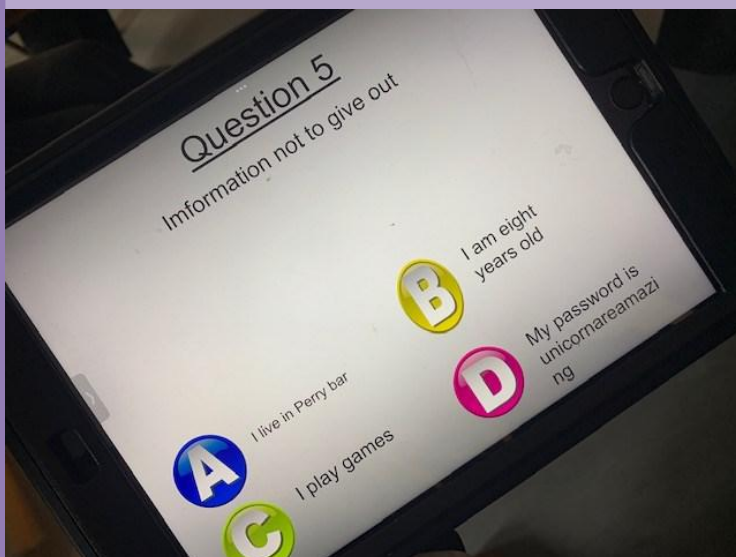 Question 5
Imformation not to give out
A
I live in Perry bar
B
I am eight
years old
C
I play games
D
My password is
unicornareamazi
ng